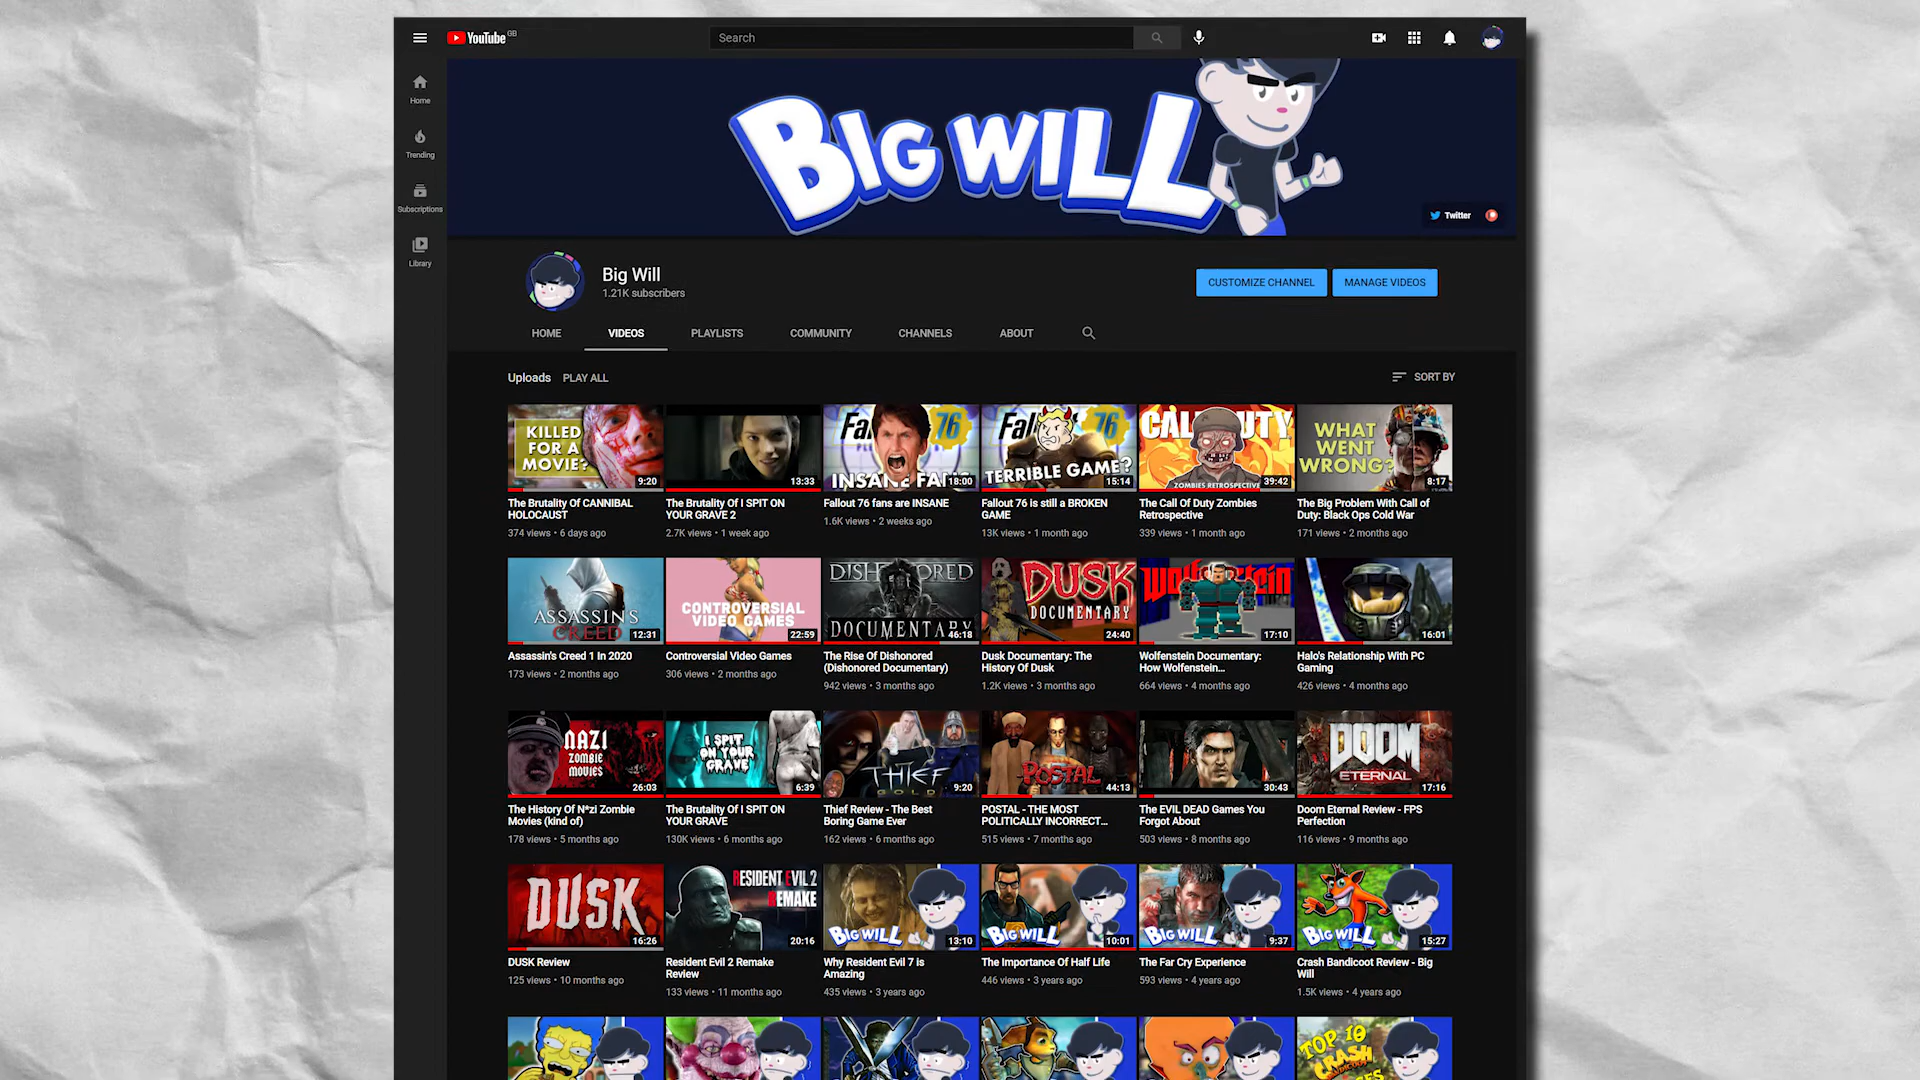 YouTube GB
Search
Home
Trending
Subscriptions
Library
BIG WILL
Twitter
Big Will
1.21K subscribers
CUSTOMIZE CHANNEL
MANAGE VIDEOS
HOME
VIDEOS
PLAYLISTS
COMMUNITY
CHANNELS
ABOUT
Uploads
PLAY ALL
SORT BY
KILLED
FOR A
MOVIE?
9:20
13:33
76
INSANE FA
18:00
76
TERRIBLE GAME?
15:14
CALL DUTY
ZOMBIES RETROSPECTIVE
39:42
WHAT
WENT
WRONG?
8:17
The Brutality Of CANNIBAL
HOLOCAUST
374 views • 6 days ago
The Brutality Of I SPIT ON
YOUR GRAVE 2
2.7K views • 1 week ago
Fallout 76 fans are INSANE
1.6K views • 2 weeks ago
Fallout 76 is still a BROKEN
GAME
13K views • 1 month ago
The Call Of Duty Zombies
Retrospective
339 views • 1 month ago
The Big Problem With Call of
Duty: Black Ops Cold War
171 views • 2 months ago
ASSASSIN'S
CREED
12:31
CONTROVERSIAL
VIDEO GAMES
22:59
DISHONORED
DOCUMENTARY
46:18
DUSK
DOCUMENTARY
24:40
Wolfenstein
17:10
16:01
Assassin's Creed 1 In 2020
173 views • 2 months ago
Controversial Video Games
306 views • 2 months ago
The Rise Of Dishonored
(Dishonored Documentary)
942 views • 3 months ago
Dusk Documentary: The
History Of Dusk
1.2K views • 3 months ago
Wolfenstein Documentary:
How Wolfenstein...
664 views • 4 months ago
Halo's Relationship With PC
Gaming
426 views • 4 months ago
NAZI
ZOMBIE
MOVIES
26:03
I SPIT
ON YOUR
GRAVE
6:39
THIEF
GOLD
9:20
POSTAL
44:13
30:43
DOOM
ETERNAL
17:16
The History Of N*zi Zombie
Movies (kind of)
178 views • 5 months ago
The Brutality Of I SPIT ON
YOUR GRAVE
130K views • 6 months ago
Thief Review - The Best
Boring Game Ever
162 views • 6 months ago
POSTAL - THE MOST
POLITICALLY INCORRECT...
515 views • 7 months ago
The EVIL DEAD Games You
Forgot About
503 views • 8 months ago
Doom Eternal Review - FPS
Perfection
116 views • 9 months ago
DUSK
16:26
RESIDENT EVIL 2
REMAKE
20:16
BIG WILL
13:10
BIG WILL
10:01
BIG WILL
9:37
BIG WILL
15:27
DUSK Review
125 views • 10 months ago
Resident Evil 2 Remake
Review
133 views • 11 months ago
Why Resident Evil 7 is
Amazing
435 views • 3 years ago
The Importance Of Half Life
446 views • 3 years ago
The Far Cry Experience
593 views • 4 years ago
Crash Bandicoot Review - Big
Will
1.5K views • 4 years ago
TOP 10
CRASH